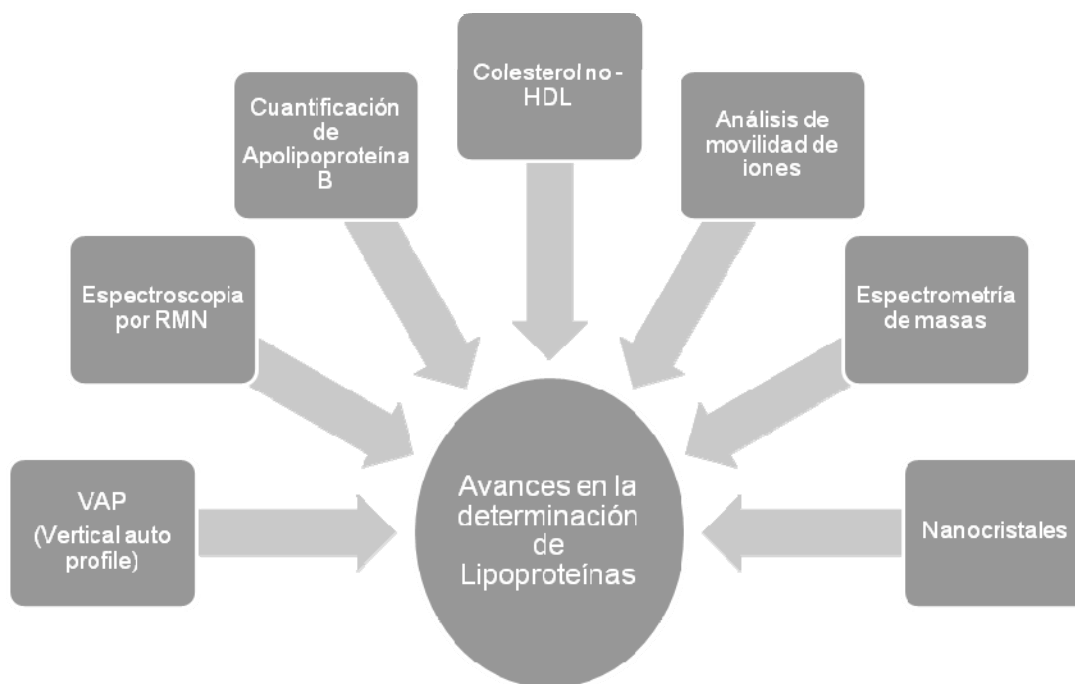 Colesterol no -
HDL
Cuantificación
de
Apolipoproteína
B
Análisis de
movilidad de
iones
Espectroscopia
por RMN
Espectrometría
de masas
VAP
(Vertical auto
profile)
Avances en la
determinación
de
Lipoproteínas
Nanocristales